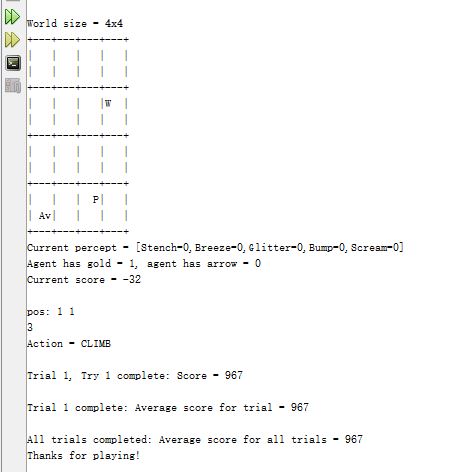 World size = 4x4
+---+---+---+---+
|   |   |   |   |
|   |   |   |   |
+---+---+---+---+
|   |   |   |W  |
|   |   |   |   |
+---+---+---+---+
|   |   |   |   |
|   |   |   |   |
+---+---+---+---+
|   |   |  P|   |
| Av|   |   |   |
+---+---+---+---+
Current percept = [Stench=0,Breeze=0,Glitter=0,Bump=0,Scream=0]
Agent has gold = 1, agent has arrow = 0
Current score = -32
pos: 1 1
3
Action = CLIMB
Trial 1, Try 1 complete: Score = 967
Trial 1 complete: Average score for trial = 967
All trials completed: Average score for all trials = 967
Thanks for playing!